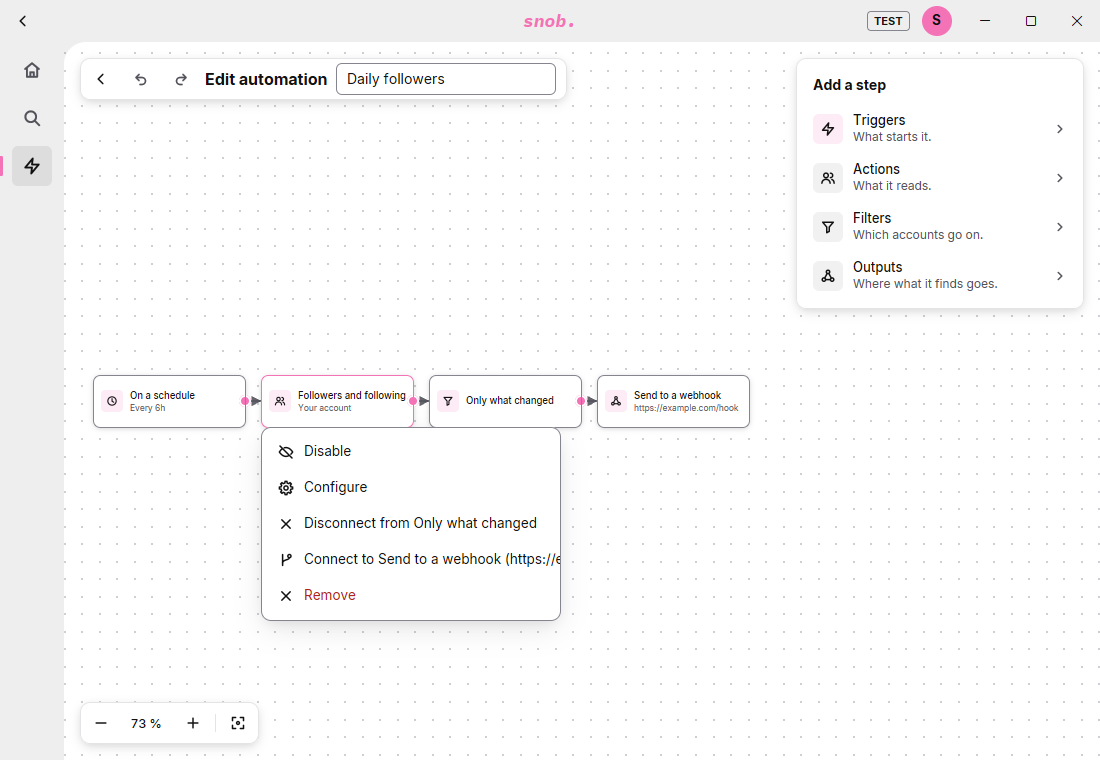 snob.
TEST
S
Edit automation
Daily followers
Add a step
Triggers
What starts it.
Actions
What it reads.
Filters
Which accounts go on.
Outputs
Where what it finds goes.
On a schedule
Every 6h
Followers and following
Your account
Only what changed
Send to a webhook
https://example.com/hook
Disable
Configure
Disconnect from Only what changed
Connect to Send to a webhook (https://e
Remove
73 %